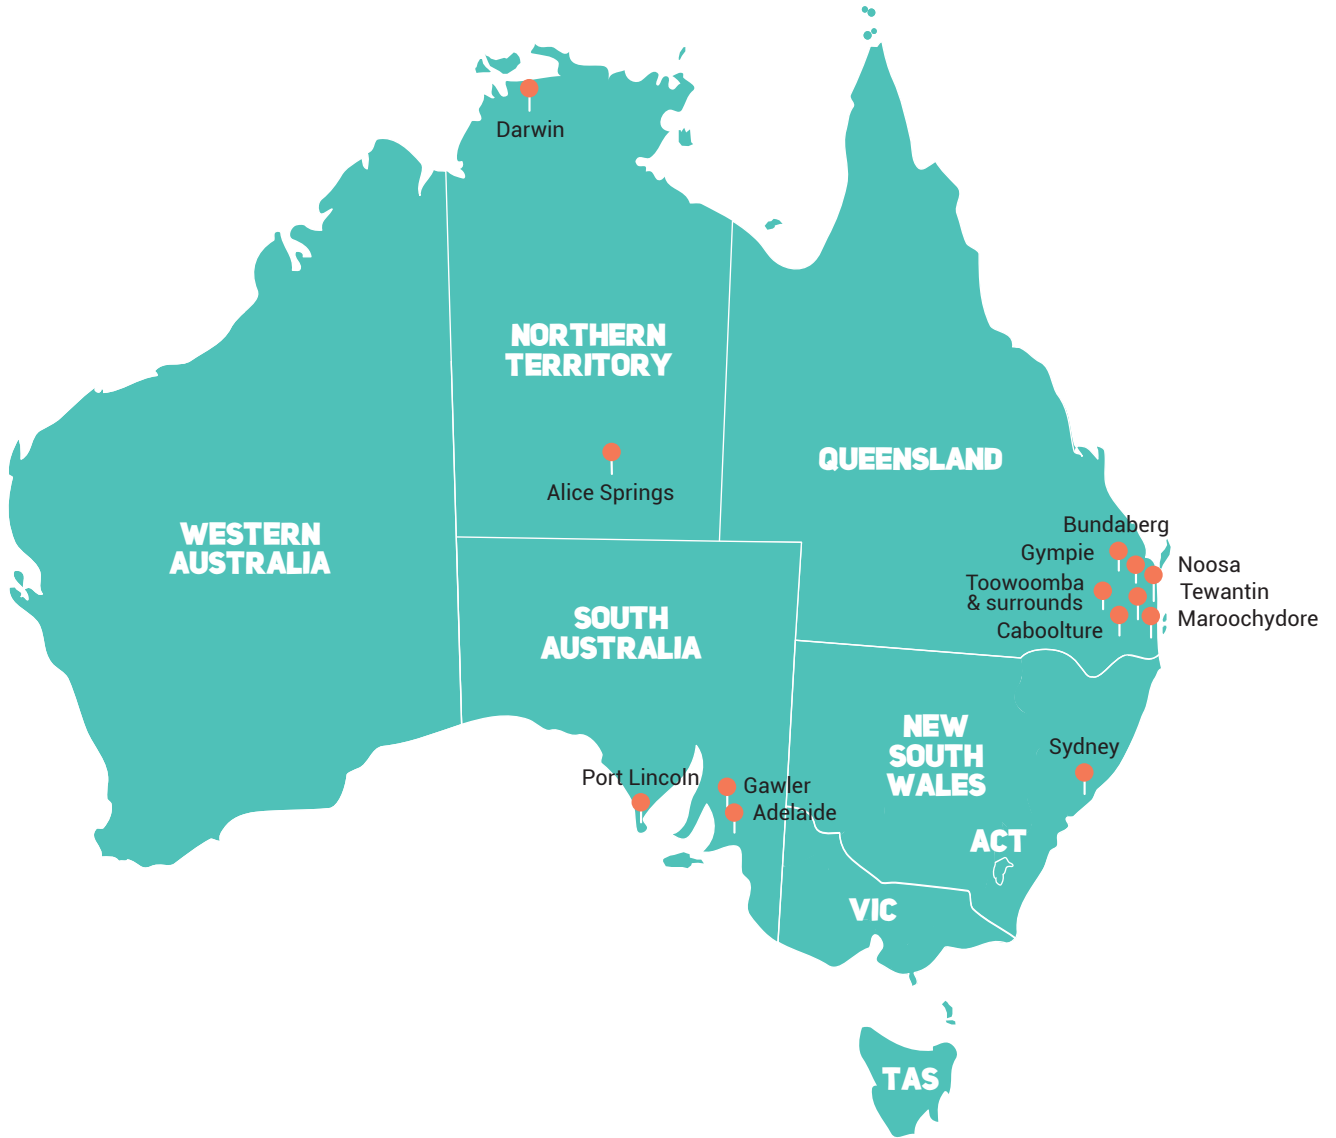 Darwin
NORTHERN
TERRITORY
QUEENSLAND
Alice Springs
WESTERN
AUSTRALIA
Bundaberg
Gympie
Noosa
Toowoomba
& surrounds
Tewantin
Maroochydore
Caboolture
SOUTH
AUSTRALIA
NEW
SOUTH
WALES
Sydney
Port Lincoln
Gawler
Adelaide
ACT
VIC
TAS